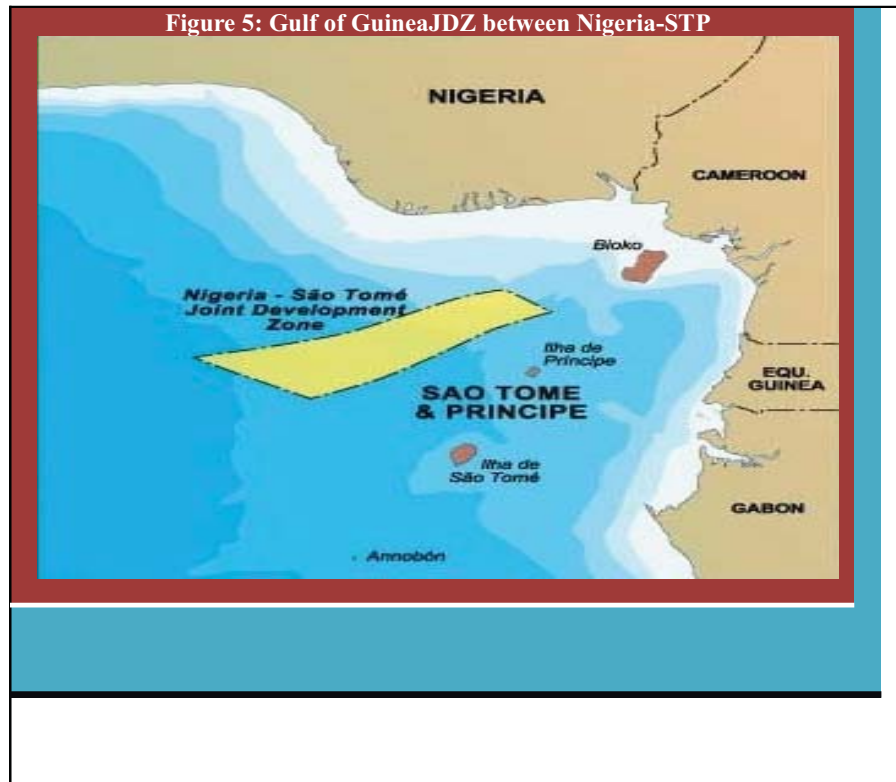 Figure 5: Gulf of GuineaJDZ between Nigeria-STP
NIGERIA
CAMEROON
Bioko
Nigeria - São Tomé
Joint Development
Zone
Ilha de
Príncipe
EQU.
GUINEA
SAO TOME
& PRINCIPE
Ilha de
São Tomé
GABON
Annobón